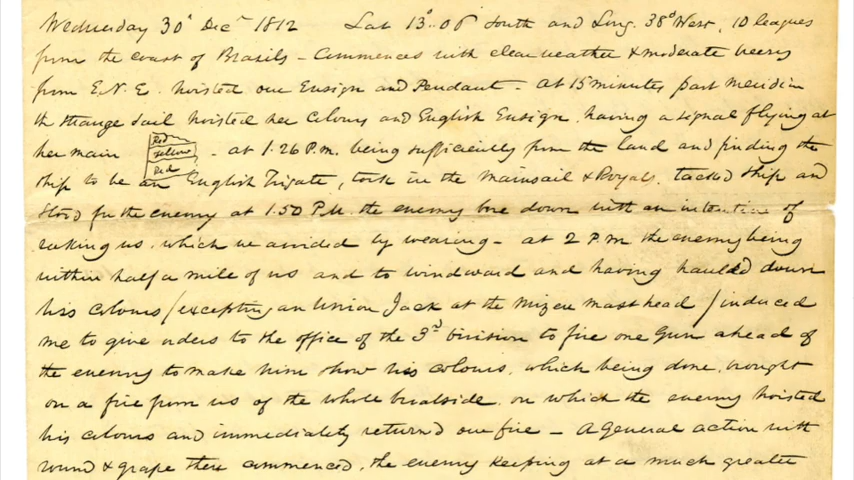 Wednesday 30th Decr 1812 Lat 13°.06 South and Long. 38°d West, 10 leagues
from the coast of Brazils – Commences with clear weather & moderate breezes
from E.N.E. hoisted our Ensign and Pendant – at 15 minutes past meridian
the strange sail hoisted her colours and English Ensign, having a signal flying at
her main
Red
Yellow
Red
– at 1.26 P.m. being sufficiently from the land and finding the
ship to be an English Frigate, took in the mainsail & Royals, tacked ship and
stood for the enemy at 1.50 P.M. the enemy bore down with an intention of
raking us, which we avoided by wearing – at 2 P.m the enemy being
within half a mile of us and to windward and having hauled down
his colours /excepting an Union Jack at the Mizen mast head / induced
me to give orders to the officer of the 3d Division to fire one Gun ahead of
the enemy to make him show his colours, which being done, brought
on a fire from us of the whole broadside, on which the enemy hoisted
his colours and immediately return'd our fire – A General action with
round & grape then commenced, the enemy keeping at a much greater